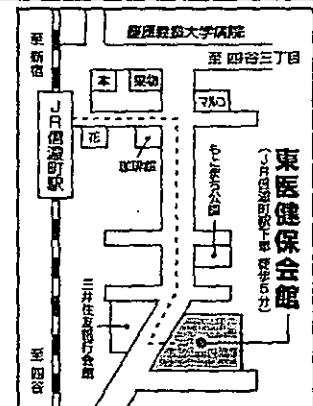 慶應義塾大学病院
至 新宿
至 四谷三丁目
本
果物
マルコ
JR信濃町駅
花
珈琲館
もとまち公園
東医健保会館
(JR信濃町駅下車 徒歩5分)
三井住友銀行会館
至 四谷